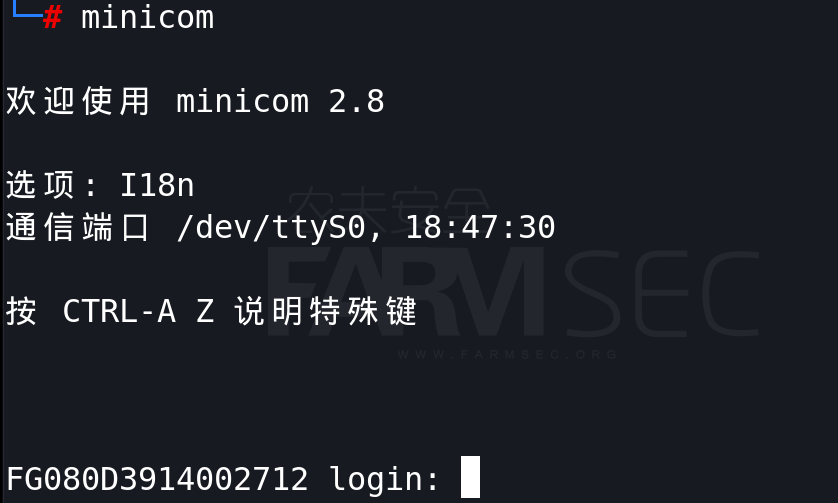 # minicom
欢迎使用 minicom 2.8
选项: I18n
通信端口 /dev/ttyS0, 18:47:30
农夫安全
FARMSEC
按 CTRL-A Z 说明特殊键
WWW.FARMSEC.ORG
FG080D3914002712 login: